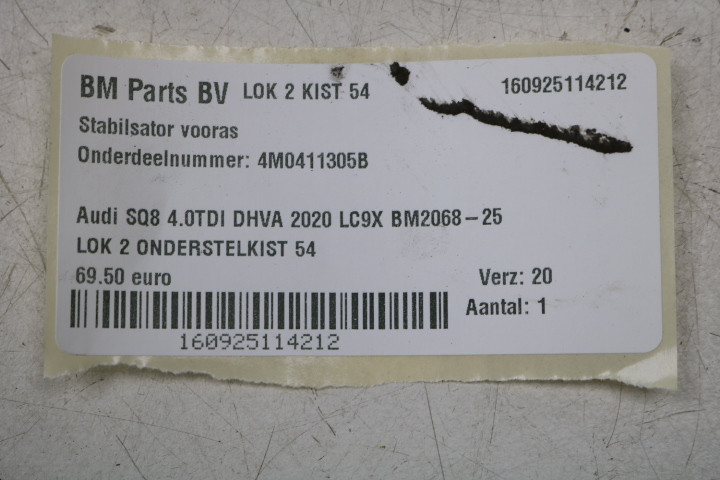 BM Parts BV LOK 2 KIST 54 160925114212
Stabilsator vooras
Onderdeelnummer: 4M0411305B
Audi SQ8 4.0TDI DHVA 2020 LC9X BM2068-25
LOK 2 ONDERSTELKIST 54
69.50 euro Verz: 20
Aantal: 1
160925114212